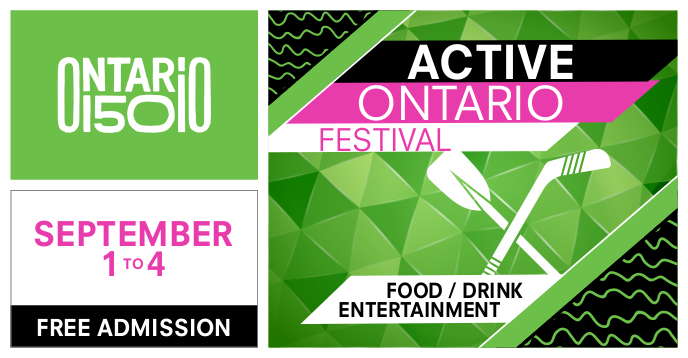 ONTARIO
150
SEPTEMBER
1 TO 4
FREE ADMISSION
ACTIVE
ONTARIO
FESTIVAL
FOOD / DRINK
ENTERTAINMENT